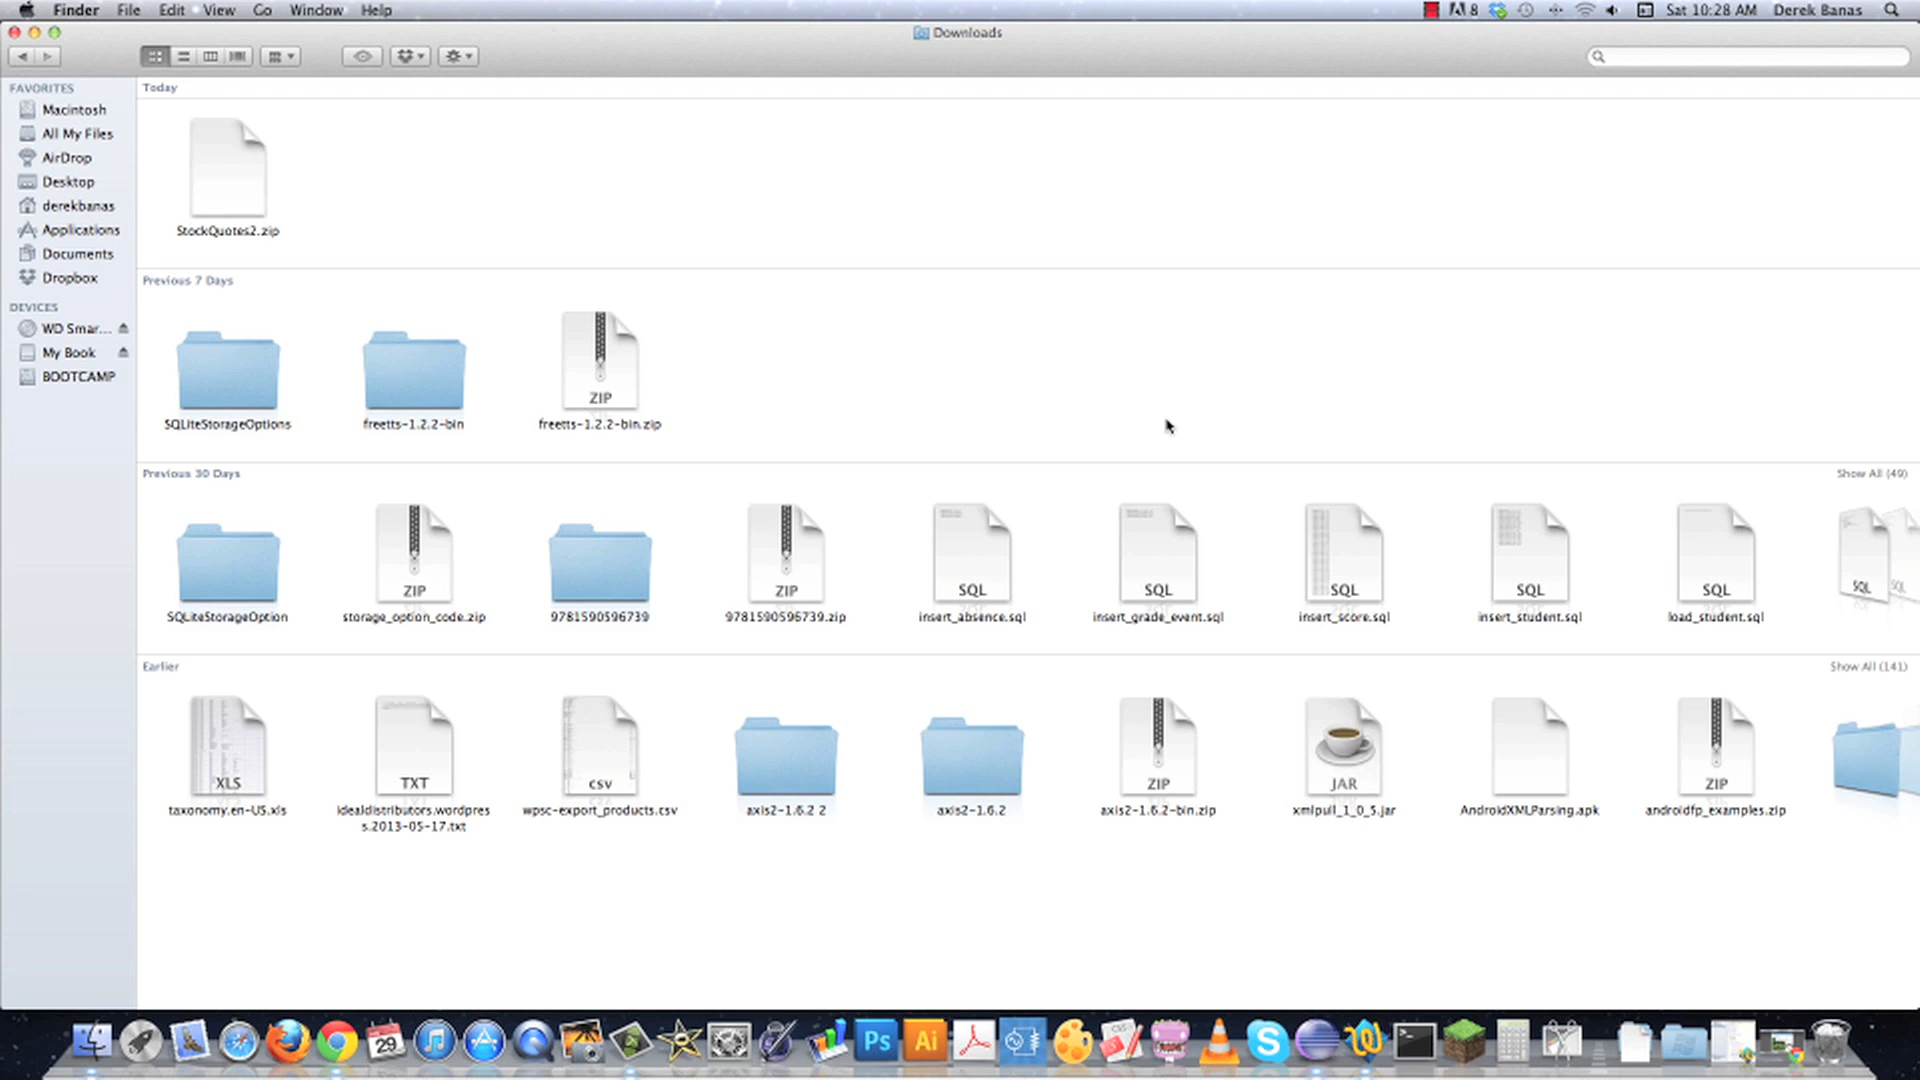 Finder File Edit View Go Window Help
8 Sat 10:28 AM Derek Banas
Downloads
FAVORITES
Macintosh
All My Files
AirDrop
Desktop
derekbanas
Applications
Documents
Dropbox
DEVICES
WD Smar...
My Book
BOOTCAMP
Today
StockQuotes2.zip
Previous 7 Days
ZIP
SQLiteStorageOptions freetts-1.2.2-bin freetts-1.2.2-bin.zip
Previous 30 Days Show All (49)
ZIP ZIP SQL SQL SQL SQL SQL SQL SQL
SQLiteStorageOption storage_option_code.zip 9781590596739 9781590596739.zip insert_absence.sql insert_grade_event.sql insert_score.sql insert_student.sql load_student.sql
Earlier Show All (141)
XLS TXT csv ZIP JAR ZIP
taxonomy.en-US.xls idealdistributors.wordpres wpsc-export_products.csv axis2-1.6.2 2 axis2-1.6.2 axis2-1.6.2-bin.zip xmlpull_1_0_5.jar AndroidXMLParsing.apk androidfp_examples.zip
s.2013-05-17.txt
29 Ps Ai